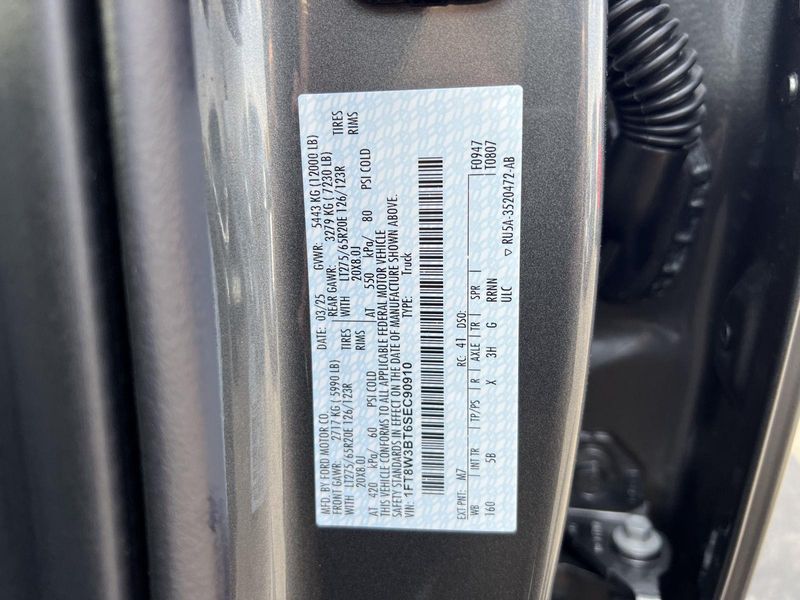 MFD. BY FORD MOTOR CO.
DATE: 03/25 GVWR: 5443 KG (12000 LB)
FRONT GAWR: 2717 KG ( 5990 LB) REAR GAWR: 3279 KG ( 7230 LB)
WITH LT275/65R20E 126/123R TIRES WITH LT275/65R20E 126/123R TIRES
20X8.0J RIMS 20X8.0J RIMS
AT 420 kPa/ 60 PSI COLD AT 550 kPa/ 80 PSI COLD
THIS VEHICLE CONFORMS TO ALL APPLICABLE FEDERAL MOTOR VEHICLE
SAFETY STANDARDS IN EFFECT ON THE DATE OF MANUFACTURE SHOWN ABOVE.
VIN: 1FT8W3BT6SEC90910 TYPE: Truck
EXT PNT: M7 RC: 41 DSO: F0947
WB INT TR TP/PS R AXLE TR SPR T0807
160 5B X 3H G RRNN
ULC ▽ RU5A-3520472-AB